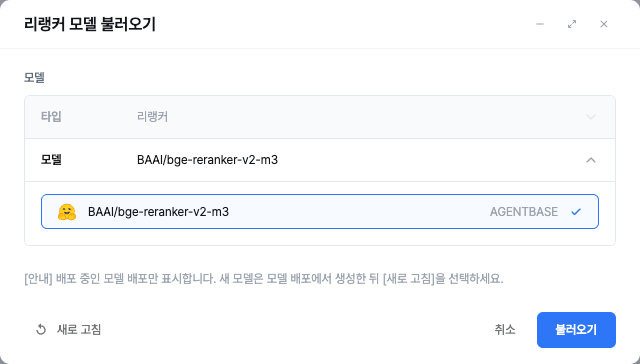 리랭커 모델 불러오기
모델
타입 리랭커
모델 BAAI/bge-reranker-v2-m3
BAAI/bge-reranker-v2-m3 AGENTBASE
[안내] 배포 중인 모델 배포만 표시합니다. 새 모델은 모델 배포에서 생성한 뒤 [새로 고침]을 선택하세요.
새로 고침 취소 불러오기